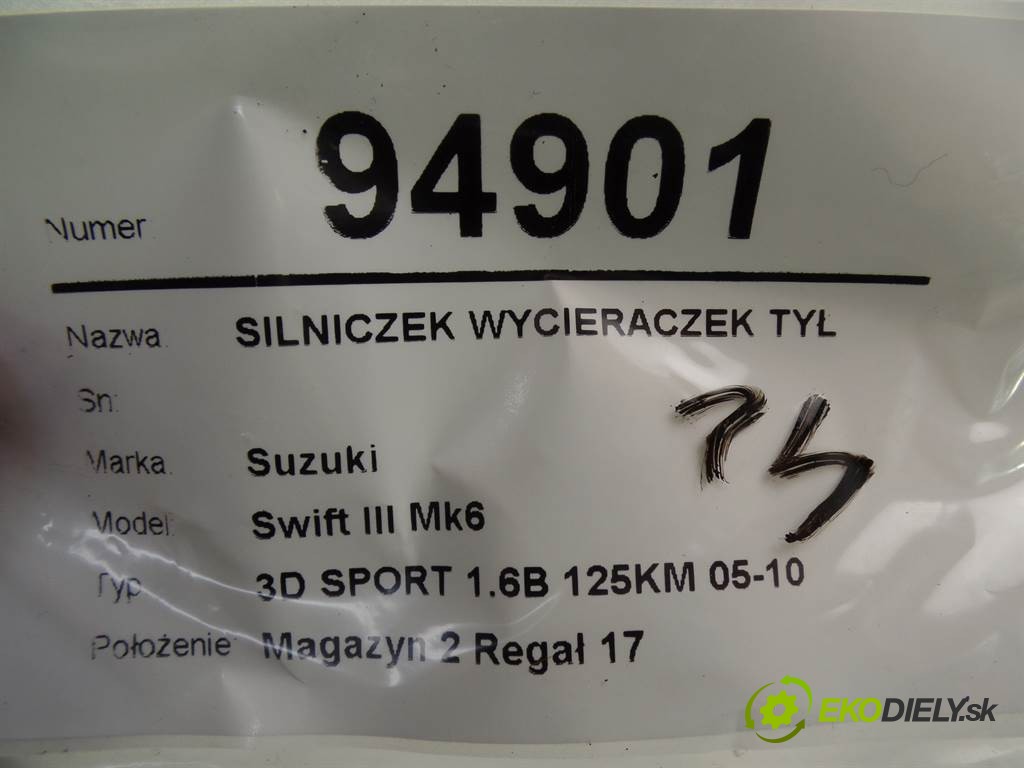 Numer 94901
Nazwa: SILNICZEK WYCIERACZEK TYŁ
Sn:
Marka: Suzuki
Model: Swift III Mk6
Typ 3D SPORT 1.6B 125KM 05-10
Położenie: Magazyn 2 Regał 17
EKODIELY.sk